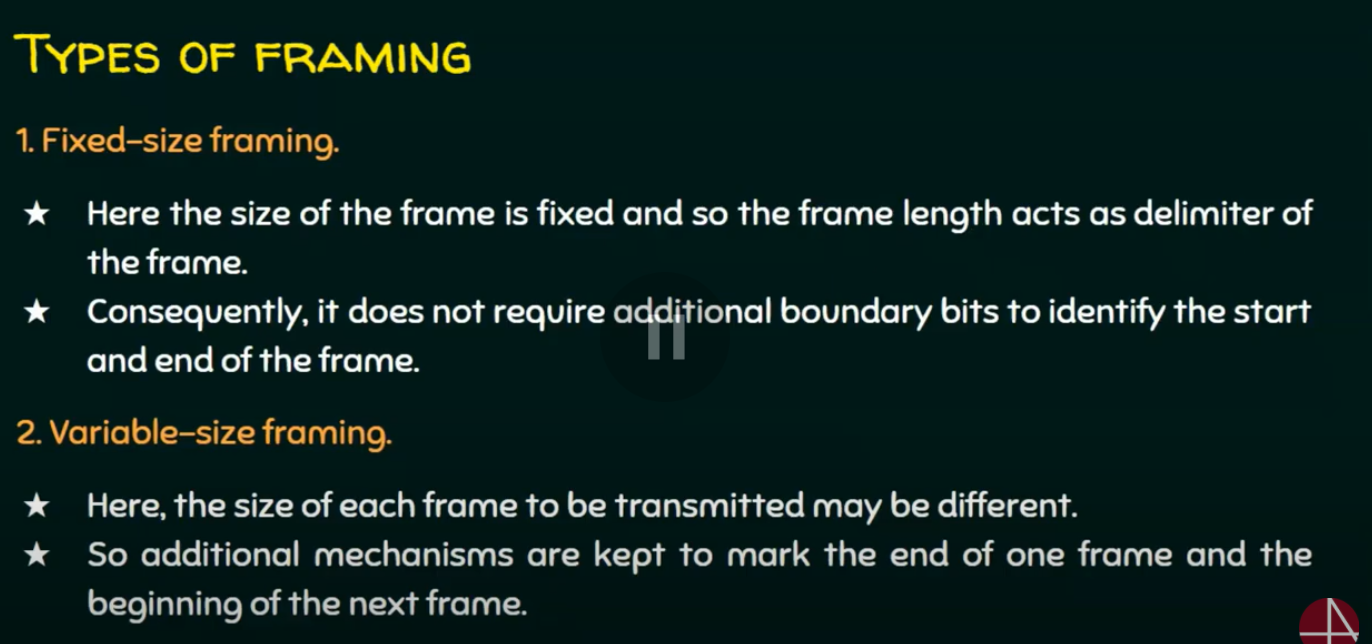 TYPES OF FRAMING
1. Fixed-size framing.
★ Here the size of the frame is fixed and so the frame length acts as delimiter of
the frame.
★ Consequently, it does not require additional boundary bits to identify the start
and end of the frame.
2. Variable-size framing.
★ Here, the size of each frame to be transmitted may be different.
★ So additional mechanisms are kept to mark the end of one frame and the
beginning of the next frame.